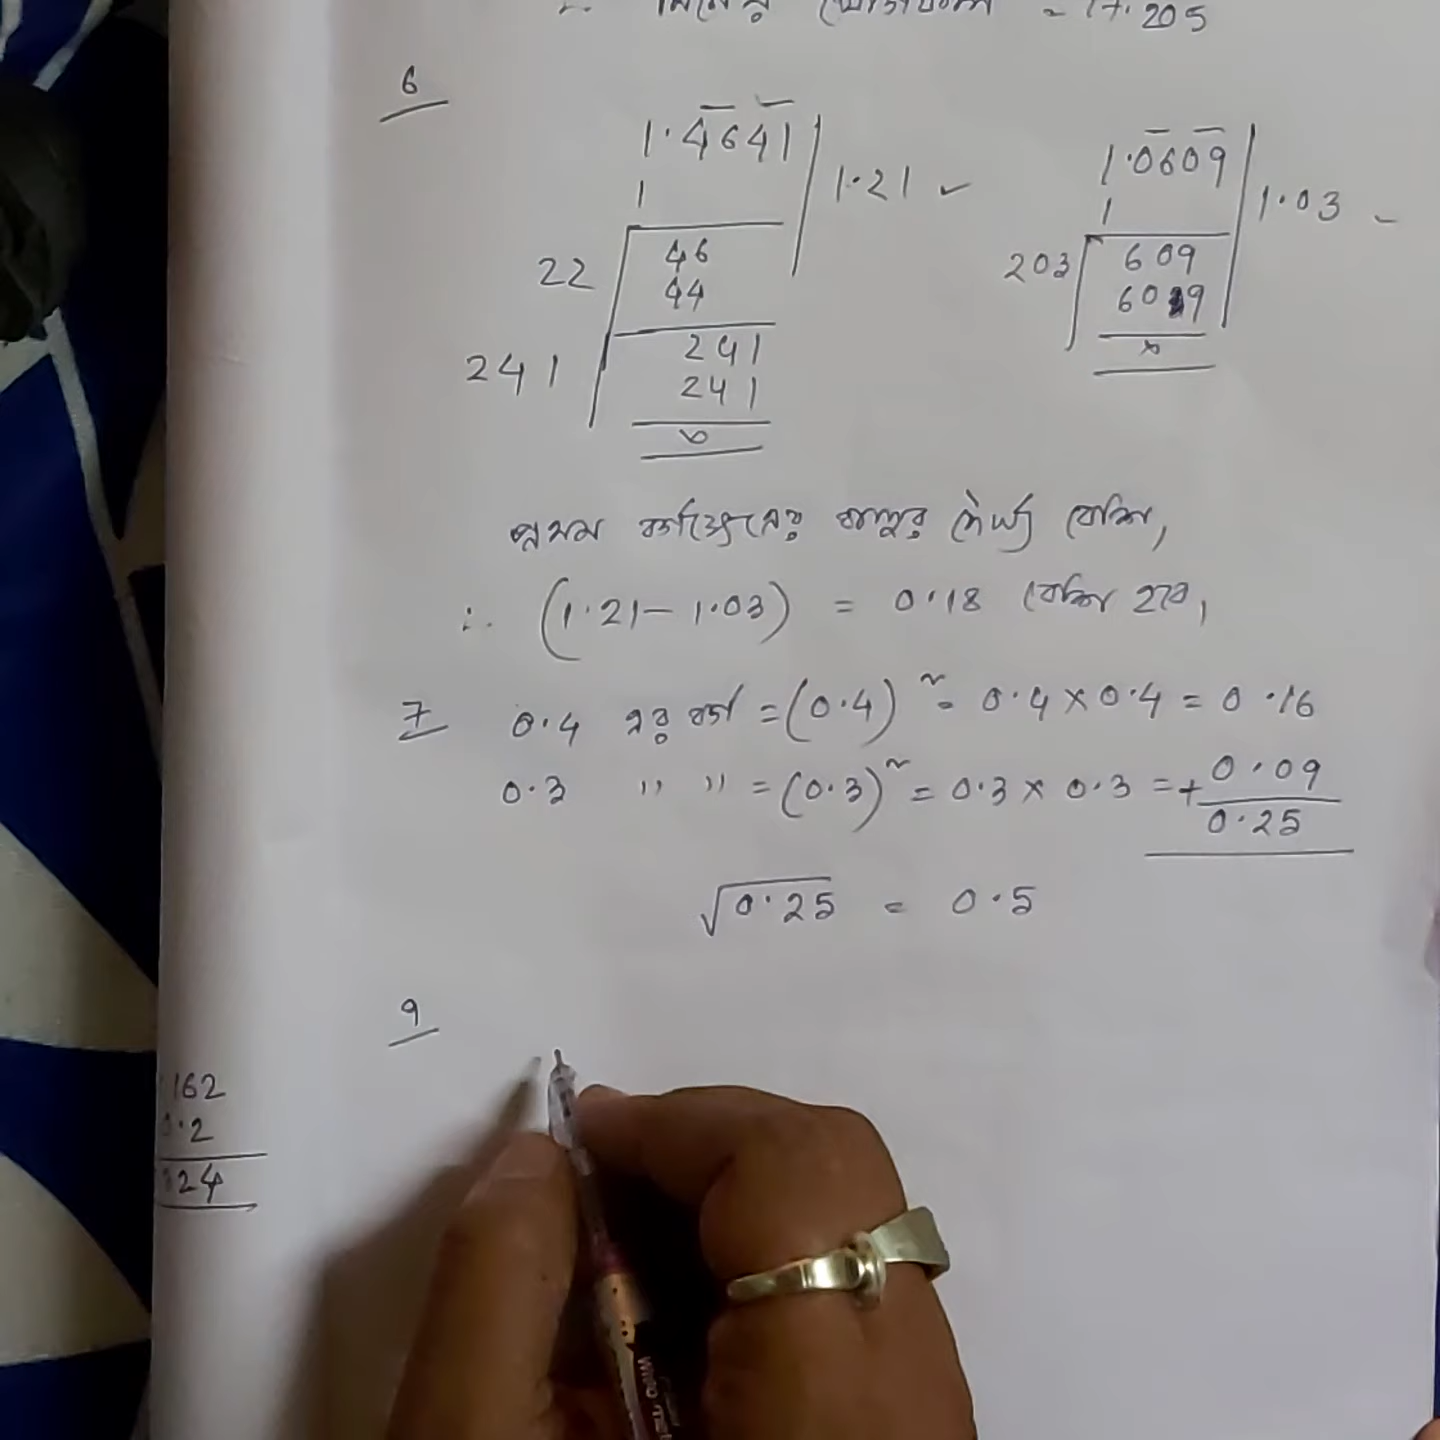 = 17.205
6
1.4641 | 1.21 ✓
1
22 | 46
44
241 | 241
241
×
1.0609 | 1.03
1
203 | 609
609
×
প্রথম বর্গক্ষেত্রের বাহুর দৈর্ঘ্য বেশি,
∴ (1.21 - 1.03) = 0.18 বেশি হবে,
7 0.4 এর বর্গ = (0.4)² = 0.4 × 0.4 = 0.16
0.3 " " = (0.3)² = 0.3 × 0.3 = + 0.09
0.25
√0.25 = 0.5
9
162
0.2
324